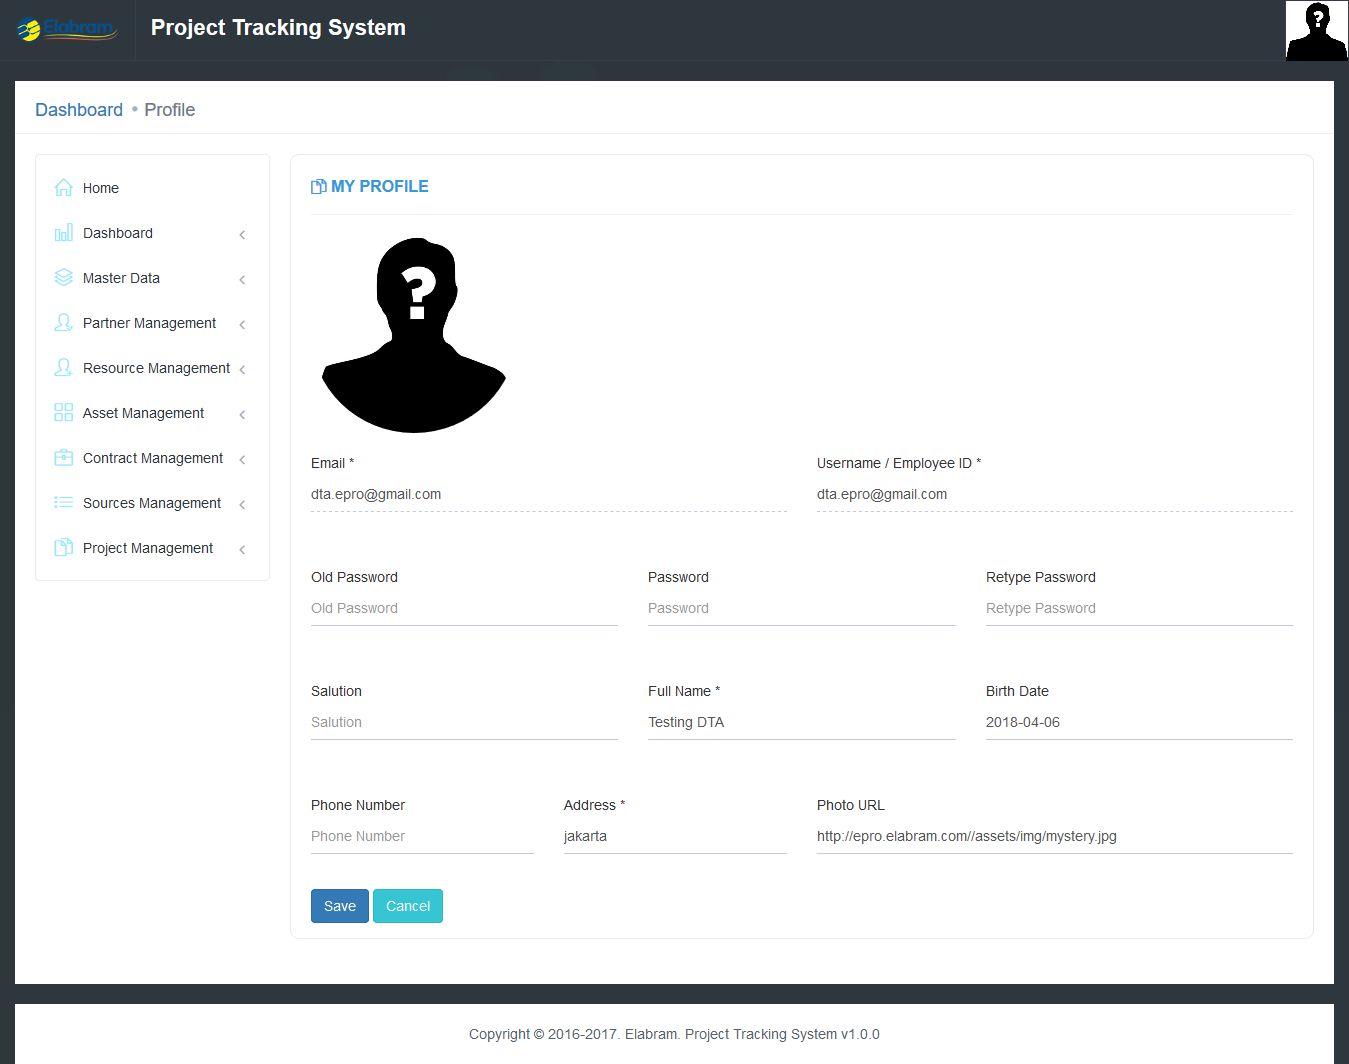 Elabram
Project Tracking System
Dashboard • Profile
Home
Dashboard
Master Data
Partner Management
Resource Management
Asset Management
Contract Management
Sources Management
Project Management
MY PROFILE
?
Email *
Username / Employee ID *
dta.epro@gmail.com
dta.epro@gmail.com
Old Password
Password
Retype Password
Old Password
Password
Retype Password
Salution
Full Name *
Birth Date
Salution
Testing DTA
2018-04-06
Phone Number
Address *
Photo URL
Phone Number
jakarta
http://epro.elabram.com//assets/img/mystery.jpg
Save
Cancel
Copyright © 2016-2017. Elabram. Project Tracking System v1.0.0